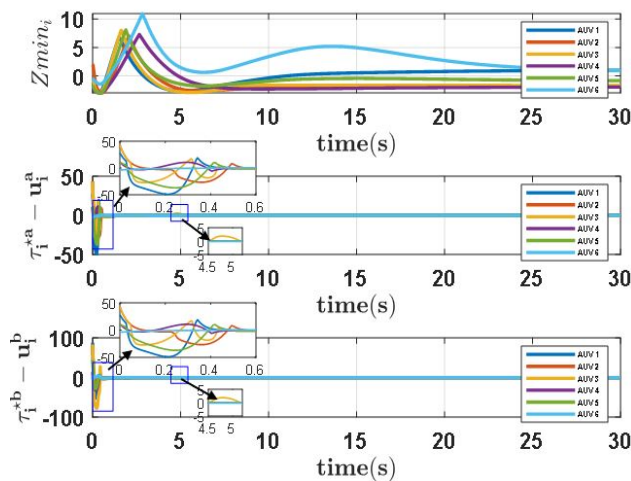 10
5
0
Zmin_i
AUV 1
AUV 2
AUV 3
AUV 4
AUV 5
AUV 6
0 5 10 15 20 25 30
time(s)
50
0
-50
τ_i^{*a} − u_i^a
50
0
-50
0 0.2 0.4 0.6
5
0
-5
4.5 5
AUV 1
AUV 2
AUV 3
AUV 4
AUV 5
AUV 6
0 5 10 15 20 25 30
time(s)
100
0
-100
τ_i^{*b} − u_i^b
50
0
-50
0 0.2 0.4 0.6
5
0
-5
4.5 5
AUV 1
AUV 2
AUV 3
AUV 4
AUV 5
AUV 6
0 5 10 15 20 25 30
time(s)